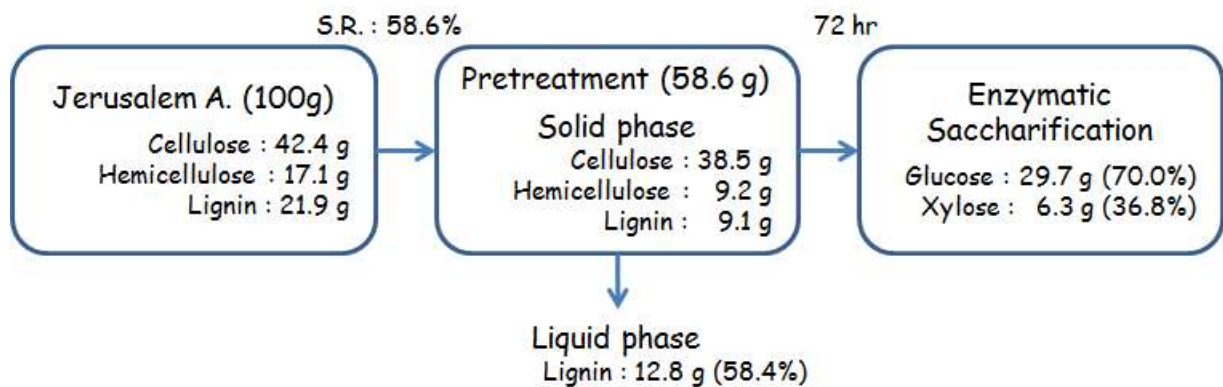 S.R. : 58.6%
72 hr
Jerusalem A. (100g)
Cellulose : 42.4 g
Hemicellulose : 17.1 g
Lignin : 21.9 g
Pretreatment (58.6 g)
Solid phase
Cellulose : 38.5 g
Hemicellulose : 9.2 g
Lignin : 9.1 g
Enzymatic
Saccharification
Glucose : 29.7 g (70.0%)
Xylose : 6.3 g (36.8%)
Liquid phase
Lignin : 12.8 g (58.4%)